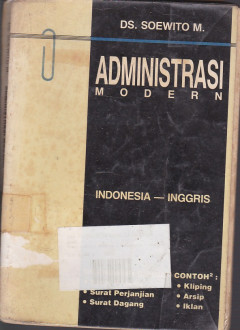 DS. SOEWITO M.
ADMINISTRASI
MODERN
INDONESIA — INGGRIS
CONTOH² :
• Surat Perjanjian
• Surat Dagang
• Kliping
• Arsip
• Iklan